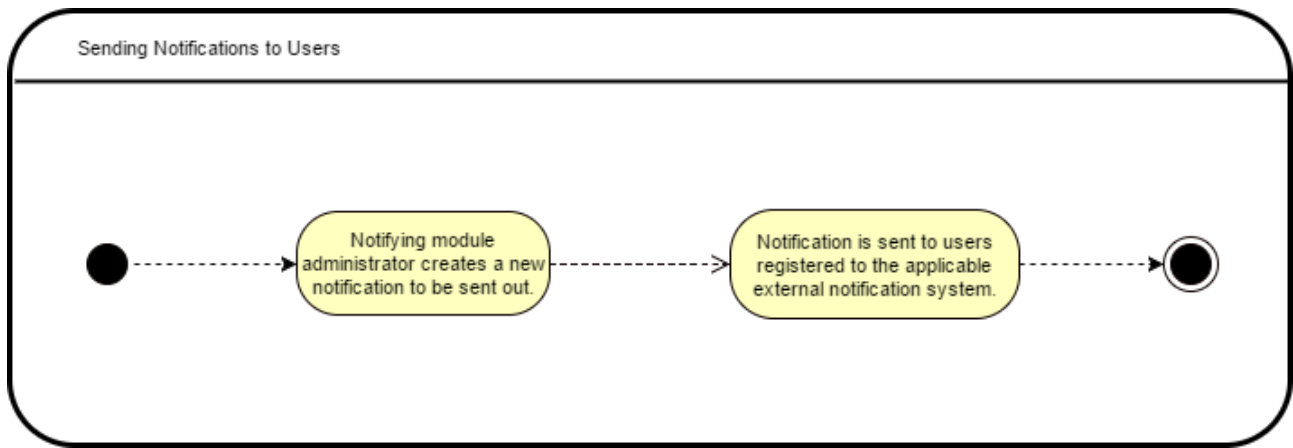 Sending Notifications to Users
Notifying module
administrator creates a new
notification to be sent out.
Notification is sent to users
registered to the applicable
external notification system.